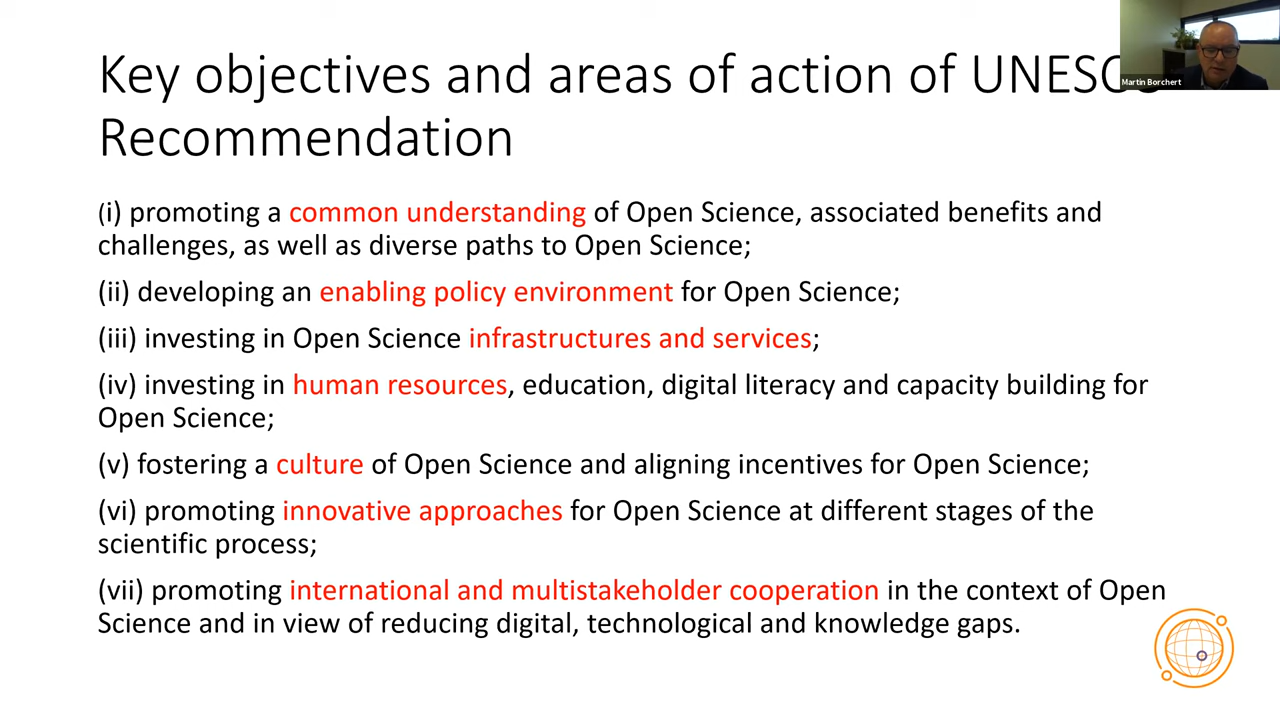 Key objectives and areas of action of UNESCO
Recommendation
Martin Borchert
(i) promoting a common understanding of Open Science, associated benefits and
challenges, as well as diverse paths to Open Science;
(ii) developing an enabling policy environment for Open Science;
(iii) investing in Open Science infrastructures and services;
(iv) investing in human resources, education, digital literacy and capacity building for
Open Science;
(v) fostering a culture of Open Science and aligning incentives for Open Science;
(vi) promoting innovative approaches for Open Science at different stages of the
scientific process;
(vii) promoting international and multistakeholder cooperation in the context of Open
Science and in view of reducing digital, technological and knowledge gaps.